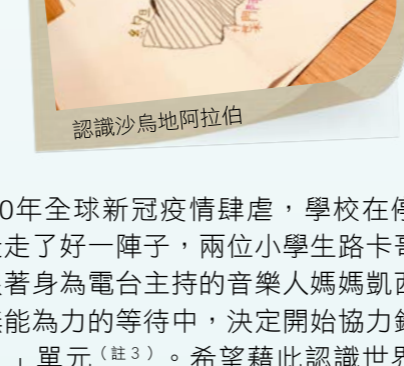 認識沙烏地阿拉伯
0年全球新冠疫情肆虐，學校在停
走了好一陣子，兩位小學生路卡哥
著身為電台主持的音樂人媽媽凱西
能為力的等待中，決定開始協力錄
」單元（註3）。希望藉此認識世界